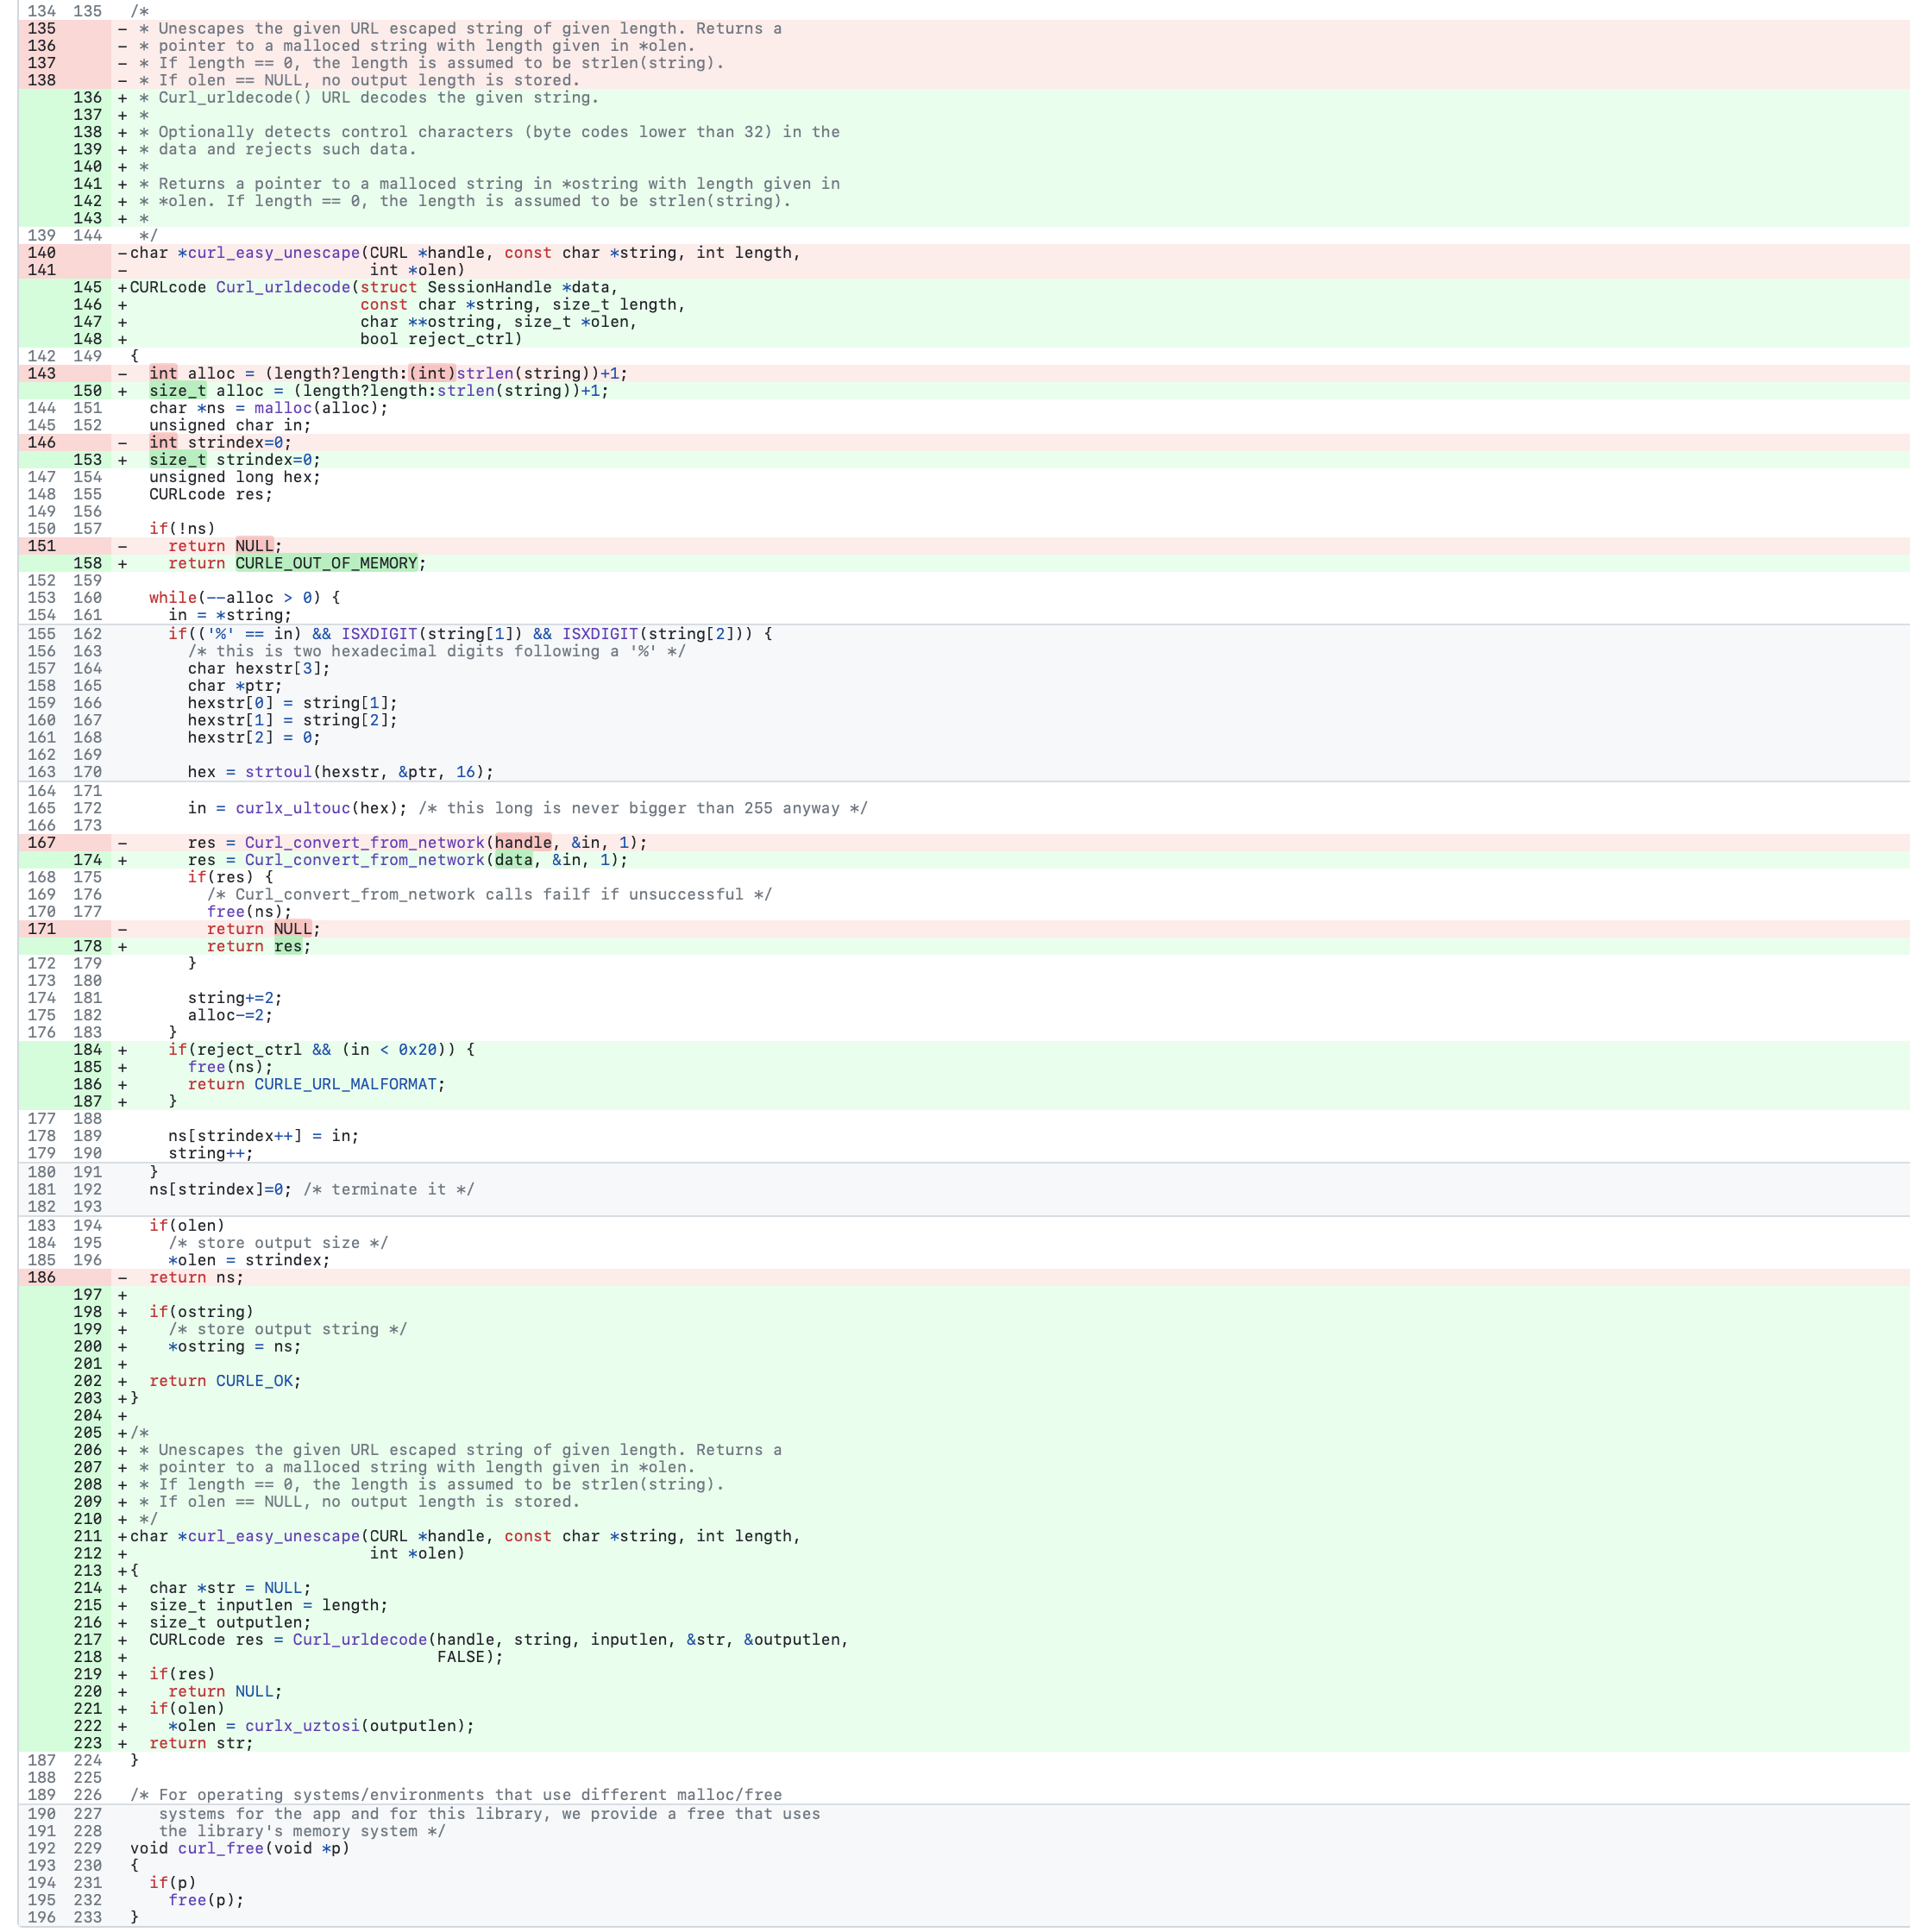 134 135 /*
135 - * Unescapes the given URL escaped string of given length. Returns a
136 - * pointer to a malloced string with length given in *olen.
137 - * If length == 0, the length is assumed to be strlen(string).
138 - * If olen == NULL, no output length is stored.
136 + * Curl_urldecode() URL decodes the given string.
137 + *
138 + * Optionally detects control characters (byte codes lower than 32) in the
139 + * data and rejects such data.
140 + *
141 + * Returns a pointer to a malloced string in *ostring with length given in
142 + * *olen. If length == 0, the length is assumed to be strlen(string).
143 + *
139 144 */
140 -char *curl_easy_unescape(CURL *handle, const char *string, int length,
141 - int *olen)
145 +CURLcode Curl_urldecode(struct SessionHandle *data,
146 + const char *string, size_t length,
147 + char **ostring, size_t *olen,
148 + bool reject_ctrl)
142 149 {
143 - int alloc = (length?length:(int)strlen(string))+1;
150 + size_t alloc = (length?length:strlen(string))+1;
144 151 char *ns = malloc(alloc);
145 152 unsigned char in;
146 - int strindex=0;
153 + size_t strindex=0;
147 154 unsigned long hex;
148 155 CURLcode res;
149 156
150 157 if(!ns)
151 - return NULL;
158 + return CURLE_OUT_OF_MEMORY;
152 159
153 160 while(--alloc > 0) {
154 161 in = *string;
155 162 if(('%' == in) && ISXDIGIT(string[1]) && ISXDIGIT(string[2])) {
156 163 /* this is two hexadecimal digits following a '%' */
157 164 char hexstr[3];
158 165 char *ptr;
159 166 hexstr[0] = string[1];
160 167 hexstr[1] = string[2];
161 168 hexstr[2] = 0;
162 169
163 170 hex = strtoul(hexstr, &ptr, 16);
164 171
165 172 in = curlx_ultouc(hex); /* this long is never bigger than 255 anyway */
166 173
167 - res = Curl_convert_from_network(handle, &in, 1);
174 + res = Curl_convert_from_network(data, &in, 1);
168 175 if(res) {
169 176 /* Curl_convert_from_network calls failf if unsuccessful */
170 177 free(ns);
171 - return NULL;
178 + return res;
172 179 }
173 180
174 181 string+=2;
175 182 alloc-=2;
176 183 }
184 + if(reject_ctrl && (in < 0x20)) {
185 + free(ns);
186 + return CURLE_URL_MALFORMAT;
187 + }
177 188
178 189 ns[strindex++] = in;
179 190 string++;
180 191 }
181 192 ns[strindex]=0; /* terminate it */
182 193
183 194 if(olen)
184 195 /* store output size */
185 196 *olen = strindex;
186 - return ns;
197 +
198 + if(ostring)
199 + /* store output string */
200 + *ostring = ns;
201 +
202 + return CURLE_OK;
203 +}
204 +
205 +/*
206 + * Unescapes the given URL escaped string of given length. Returns a
207 + * pointer to a malloced string with length given in *olen.
208 + * If length == 0, the length is assumed to be strlen(string).
209 + * If olen == NULL, no output length is stored.
210 + */
211 +char *curl_easy_unescape(CURL *handle, const char *string, int length,
212 + int *olen)
213 +{
214 + char *str = NULL;
215 + size_t inputlen = length;
216 + size_t outputlen;
217 + CURLcode res = Curl_urldecode(handle, string, inputlen, &str, &outputlen,
218 + FALSE);
219 + if(res)
220 + return NULL;
221 + if(olen)
222 + *olen = curlx_uztosi(outputlen);
223 + return str;
187 224 }
188 225
189 226 /* For operating systems/environments that use different malloc/free
190 227 systems for the app and for this library, we provide a free that uses
191 228 the library's memory system */
192 229 void curl_free(void *p)
193 230 {
194 231 if(p)
195 232 free(p);
196 233 }